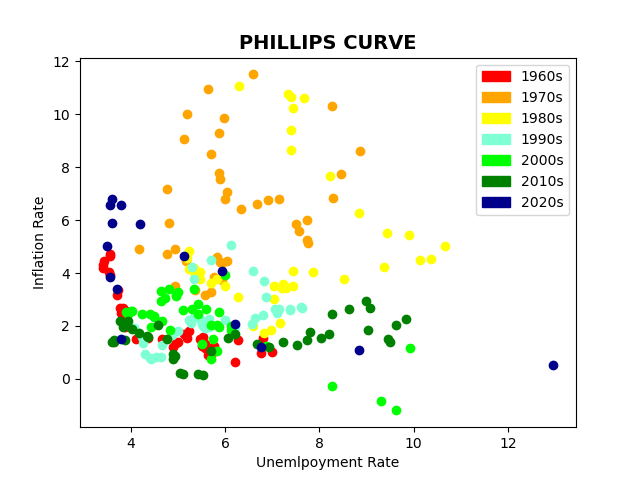 PHILLIPS CURVE
12
10
8
6
4
2
0
Inflation Rate
1960s
1970s
1980s
1990s
2000s
2010s
2020s
4 6 8 10 12
Unemlpoyment Rate